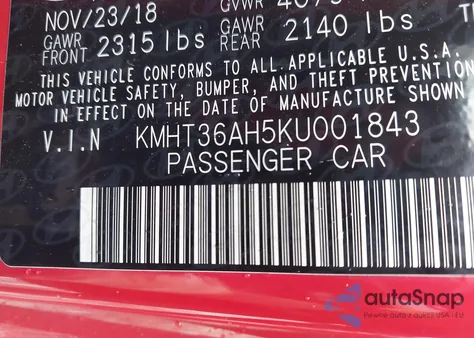 NOV/23/18 GVWR
GAWR FRONT 2315 lbs GAWR REAR 2140 lbs
THIS VEHICLE CONFORMS TO ALL APPLICABLE U.S.A.
MOTOR VEHICLE SAFETY, BUMPER, AND THEFT PREVENTION
IN EFFECT ON THE DATE OF MANUFACTURE SHOWN
V.I.N KMHT36AH5KU001843
PASSENGER CAR
autoSnap